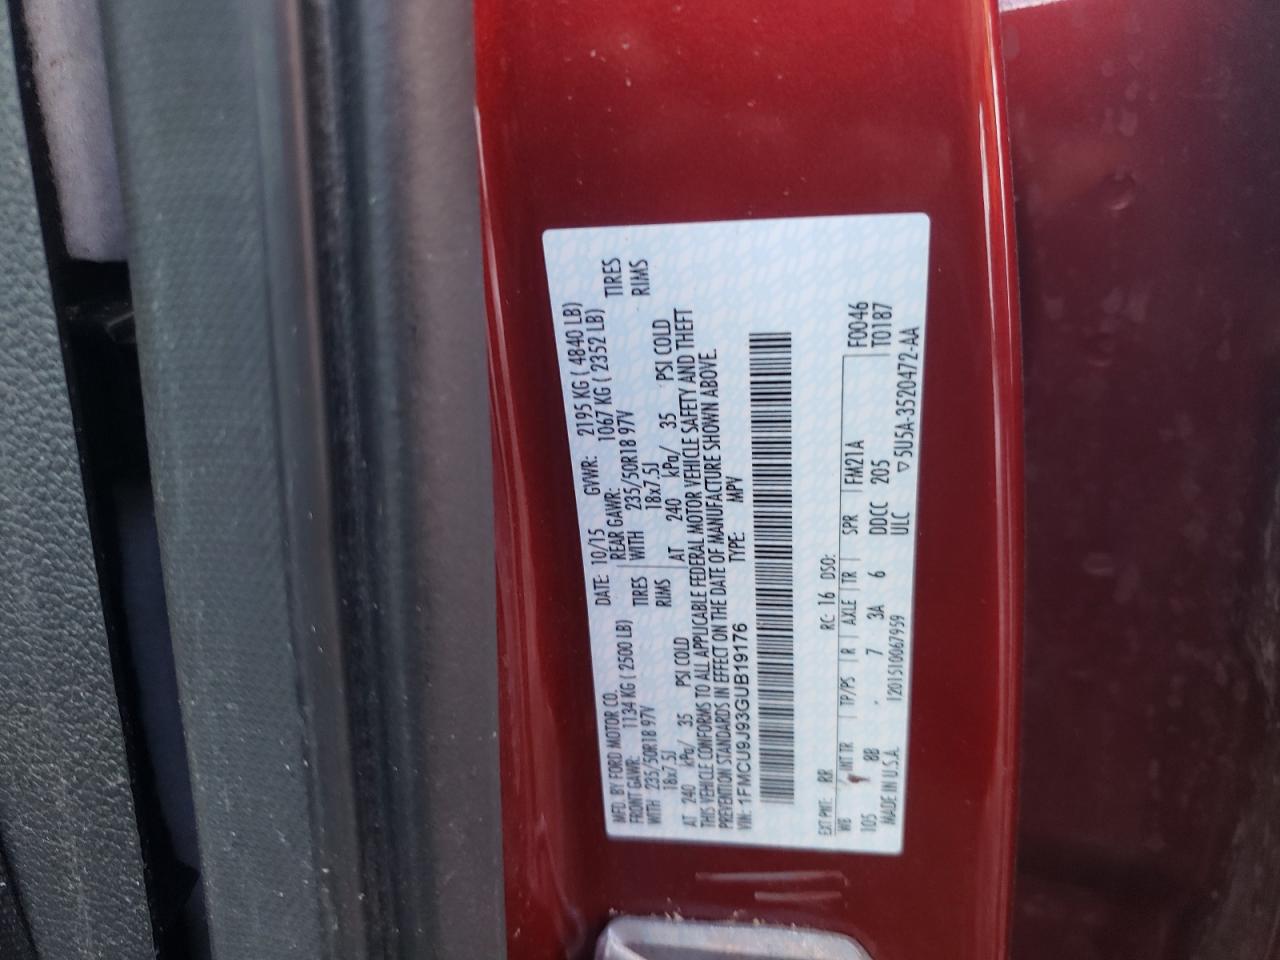 MFD. BY FORD MOTOR CO. DATE: 10/15 GVWR: 2195 KG ( 4840 LB)
FRONT GAWR: 1134 KG ( 2500 LB) REAR GAWR: 1067 KG ( 2352 LB)
WITH 235/50R18 97V TIRES WITH 235/50R18 97V TIRES
18x7.5J RIMS 18x7.5J RIMS
AT 240 kPa/ 35 PSI COLD AT 240 kPa/ 35 PSI COLD
THIS VEHICLE CONFORMS TO ALL APPLICABLE FEDERAL MOTOR VEHICLE SAFETY AND THEFT
PREVENTION STANDARDS IN EFFECT ON THE DATE OF MANUFACTURE SHOWN ABOVE.
VIN: 1FMCU9J93GUB19176 TYPE: MPV
EXT PNT: RR RC: 16 DSO:
WB INT TR TP/PS R AXLE TR SPR FM21A F0046
105 8B - 7 3A 6 DDCC 205 T01B7
MADE IN U.S.A. 1201510067959 ULC ▽5U5A-3520472-AA